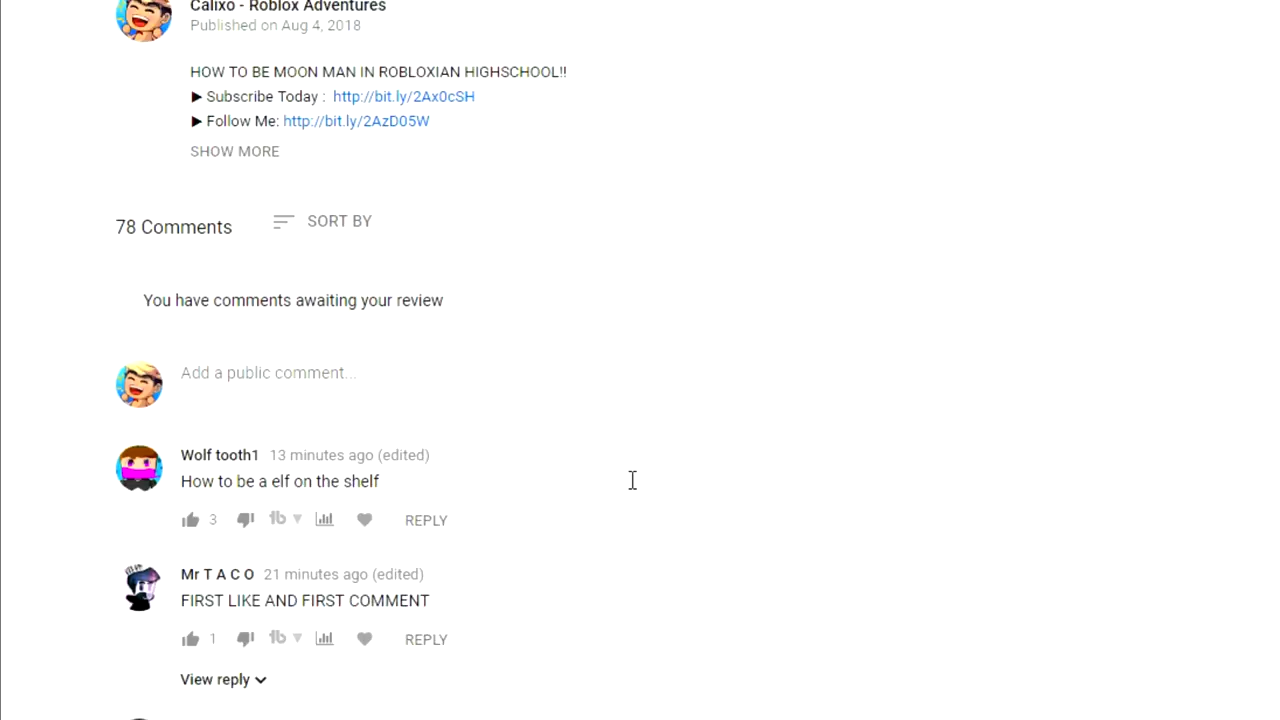 Calixo - Roblox Adventures
Published on Aug 4, 2018
HOW TO BE MOON MAN IN ROBLOXIAN HIGHSCHOOL!!
▶ Subscribe Today : http://bit.ly/2Ax0cSH
▶ Follow Me: http://bit.ly/2AzD05W
SHOW MORE
78 Comments
SORT BY
You have comments awaiting your review
Add a public comment...
Wolf tooth1 13 minutes ago (edited)
How to be a elf on the shelf
3 tb ▼ REPLY
Mr T A C O 21 minutes ago (edited)
FIRST LIKE AND FIRST COMMENT
1 tb ▼ REPLY
View reply